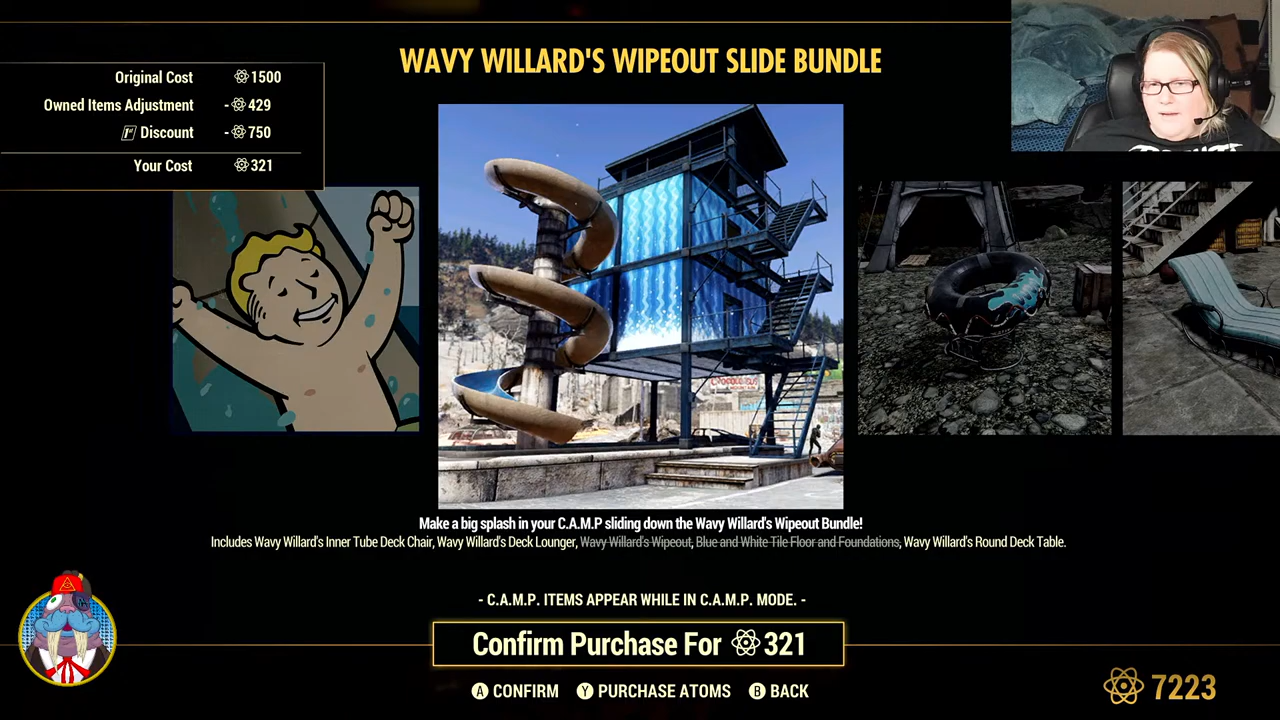 WAVY WILLARD'S WIPEOUT SLIDE BUNDLE
Original Cost 1500
Owned Items Adjustment -429
1st Discount -750
Your Cost 321
Make a big splash in your C.A.M.P sliding down the Wavy Willard's Wipeout Bundle!
Includes Wavy Willard's Inner Tube Deck Chair, Wavy Willard's Deck Lounger, Wavy Willard's Wipeout, Blue and White Tile Floor and Foundations, Wavy Willard's Round Deck Table.
- C.A.M.P. ITEMS APPEAR WHILE IN C.A.M.P. MODE. -
Confirm Purchase For 321
A CONFIRM Y PURCHASE ATOMS B BACK
7223